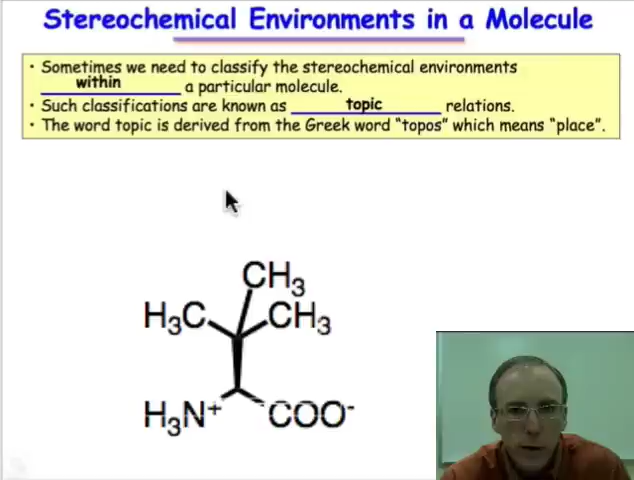 Stereochemical Environments in a Molecule
• Sometimes we need to classify the stereochemical environments
within a particular molecule.
• Such classifications are known as topic relations.
• The word topic is derived from the Greek word “topos” which means “place”.
CH₃
H₃C CH₃
H₃N⁺ COO⁻